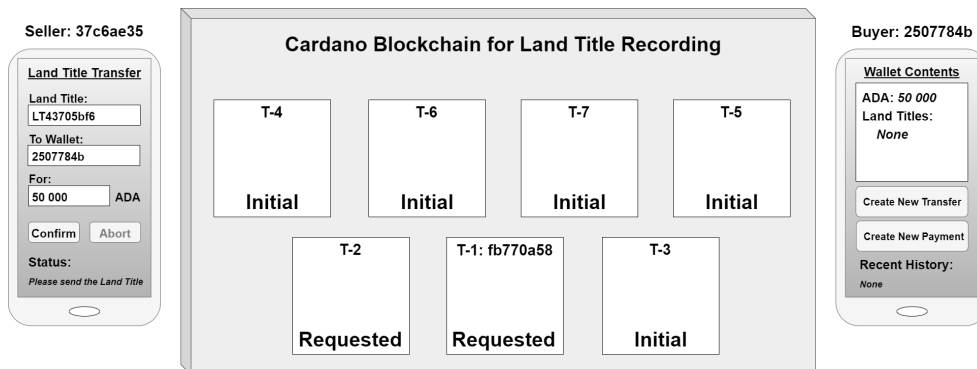 Seller: 37c6ae35
Land Title Transfer
Land Title:
LT43705bf6
To Wallet:
2507784b
For:
50 000 ADA
Confirm Abort
Status:
Please send the Land Title
Cardano Blockchain for Land Title Recording
T-4
Initial
T-6
Initial
T-7
Initial
T-5
Initial
T-2
Requested
T-1: fb770a58
Requested
T-3
Initial
Buyer: 2507784b
Wallet Contents
ADA: 50 000
Land Titles:
None
Create New Transfer
Create New Payment
Recent History:
None